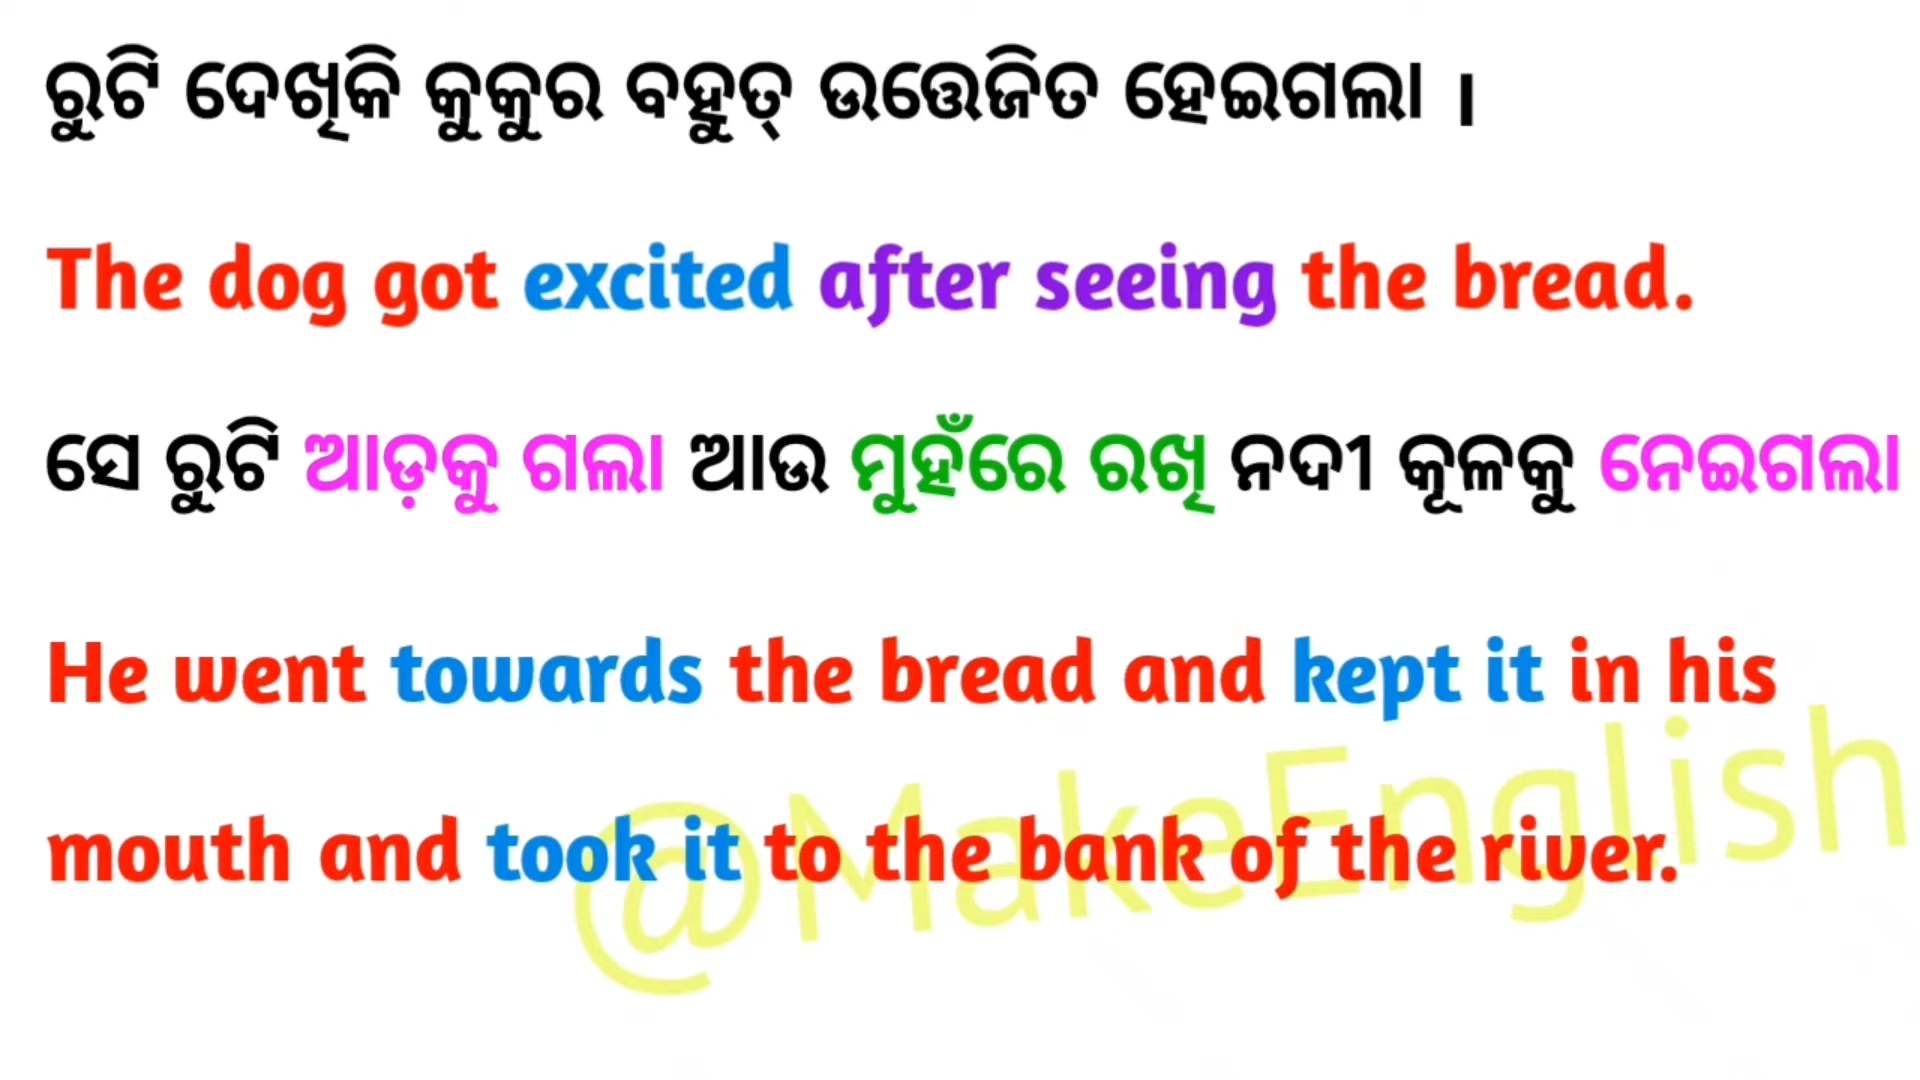 ରୁଟି ଦେଖିକି କୁକୁର ବହୁତ୍ ଉତ୍ତେଜିତ ହେଇଗଲା ।
The dog got excited after seeing the bread.
ସେ ରୁଟି ଆଡ଼କୁ ଗଲା ଆଉ ମୁହଁରେ ରଖି ନଦୀ କୂଳକୁ ନେଇଗଲା
He went towards the bread and kept it in his
mouth and took it to the bank of the river.
@MakeEnglish